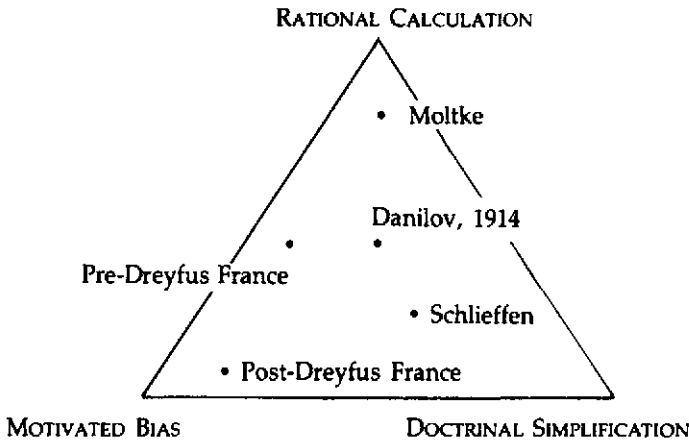 RATIONAL CALCULATION
Moltke
Danilov, 1914
Pre-Dreyfus France
Schlieffen
Post-Dreyfus France
MOTIVATED BIAS
DOCTRINAL SIMPLIFICATION